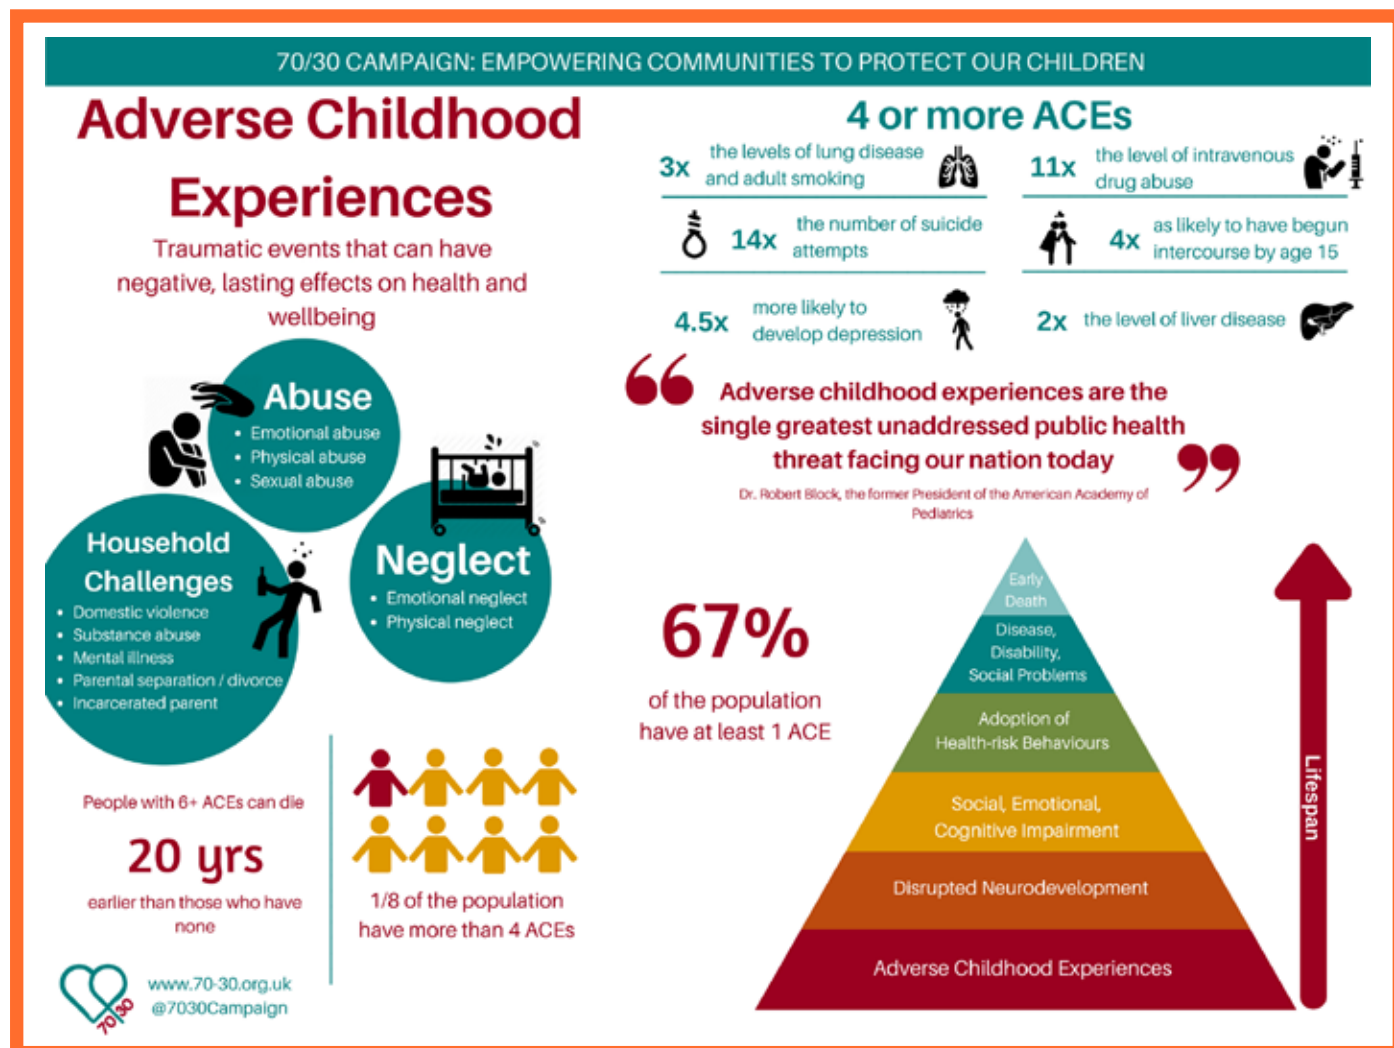 70/30 CAMPAIGN: EMPOWERING COMMUNITIES TO PROTECT OUR CHILDREN
Adverse Childhood
Experiences
Traumatic events that can have
negative, lasting effects on health and
wellbeing
Abuse
• Emotional abuse
• Physical abuse
• Sexual abuse
Household
Challenges
• Domestic violence
• Substance abuse
• Mental illness
• Parental separation / divorce
• Incarcerated parent
Neglect
• Emotional neglect
• Physical neglect
People with 6+ ACEs can die
20 yrs
earlier than those who have
none
1/8 of the population
have more than 4 ACEs
70/30
www.70-30.org.uk
@7030Campaign
4 or more ACEs
3x
the levels of lung disease
and adult smoking
11x
the level of intravenous
drug abuse
14x
the number of suicide
attempts
4x
as likely to have begun
intercourse by age 15
4.5x
more likely to
develop depression
2x
the level of liver disease
“
Adverse childhood experiences are the
single greatest unaddressed public health
threat facing our nation today
”
Dr. Robert Block, the former President of the American Academy of
Pediatrics
67%
of the population
have at least 1 ACE
Early
Death
Disease,
Disability,
Social Problems
Adoption of
Health-risk Behaviours
Social, Emotional,
Cognitive Impairment
Disrupted Neurodevelopment
Adverse Childhood Experiences
Lifespan